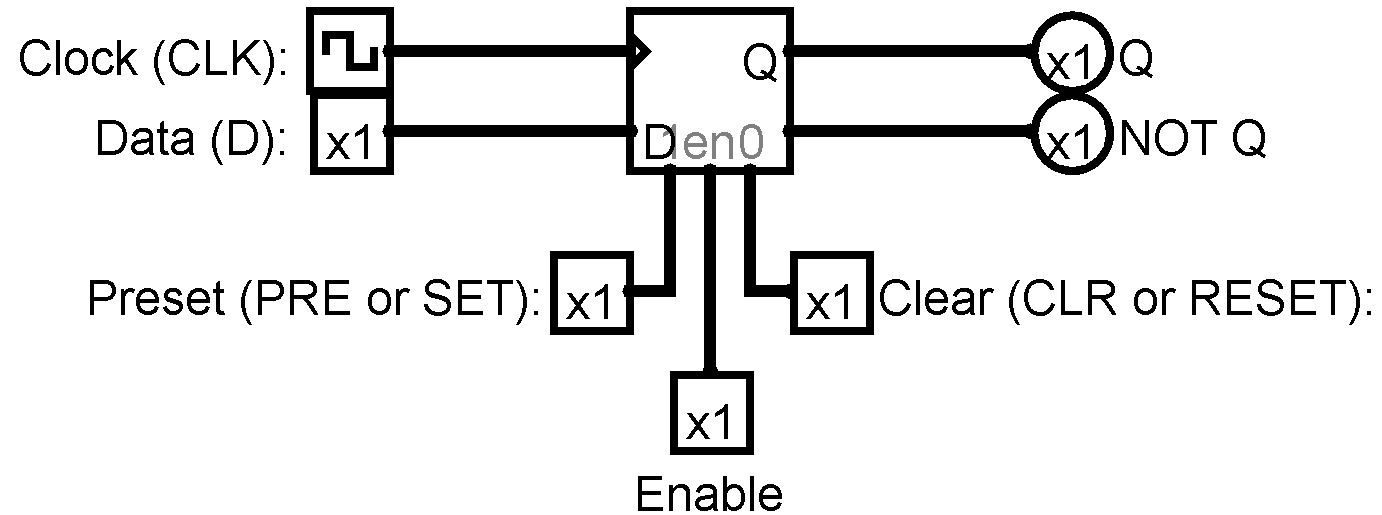 Clock (CLK):
Q
x1
Q
Data (D):
x1
D
1en0
x1
NOT Q
Preset (PRE or SET):
x1
x1
Clear (CLR or RESET):
x1
Enable